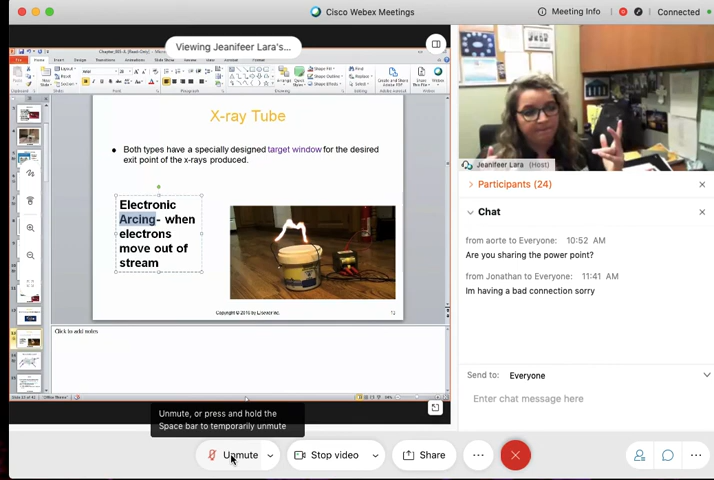 Cisco Webex Meetings
Meeting Info
Connected
Viewing Jeanifeer Lara's...
X-ray Tube
Both types have a specially designed target window for the desired
exit point of the x-rays produced.
Electronic
Arcing- when
electrons
move out of
stream
Click to add notes
Unmute, or press and hold the
Space bar to temporarily unmute
Unmute
Stop video
Share
Jeanifeer Lara (Host)
Participants (24)
Chat
from aorte to Everyone: 10:52 AM
Are you sharing the power point?
from Jonathan to Everyone: 11:41 AM
Im having a bad connection sorry
Send to: Everyone
Enter chat message here